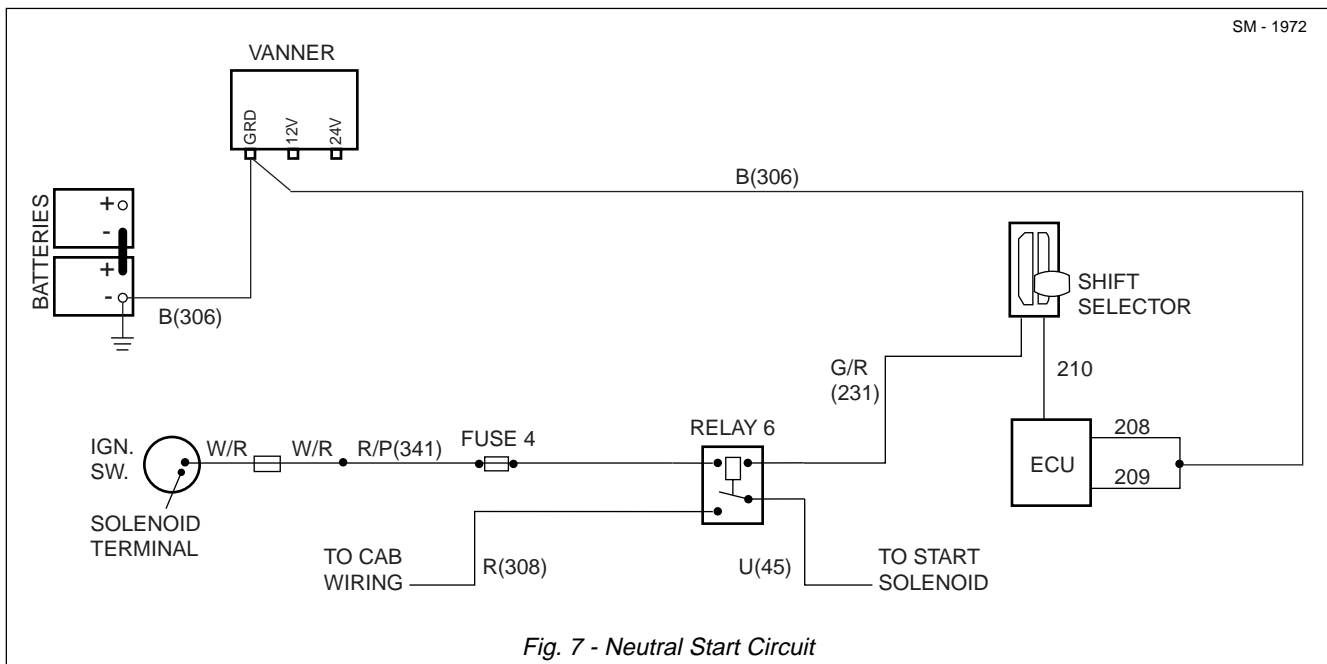 SM - 1972
VANNER
GRD
12V
24V
B(306)
BATTERIES
+
-
+
-
B(306)
SHIFT
SELECTOR
G/R
(231)
210
IGN.
SW.
W/R
W/R
R/P(341)
FUSE 4
RELAY 6
ECU
208
209
SOLENOID
TERMINAL
TO CAB
WIRING
R(308)
U(45)
TO START
SOLENOID
Fig. 7 - Neutral Start Circuit